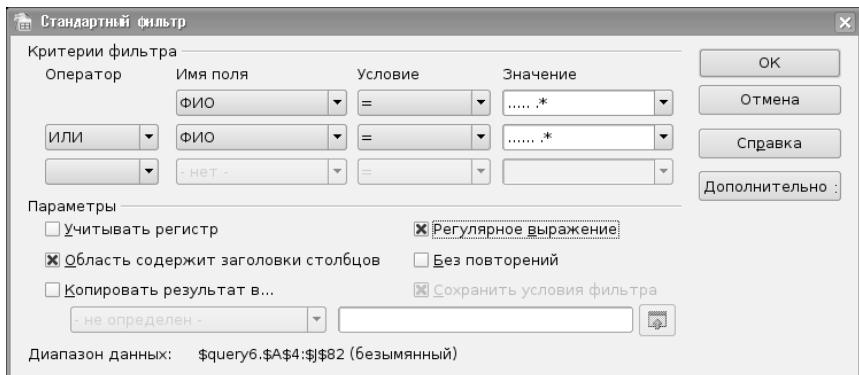 Стандартный фильтр
Критерии фильтра
Оператор Имя поля Условие Значение
ФИО = ..... .*
ИЛИ ФИО = ...... .*
- нет - =
Параметры
Учитывать регистр Регулярное выражение
Область содержит заголовки столбцов Без повторений
Копировать результат в... Сохранить условия фильтра
- не определен -
Диапазон данных: $query6.$A$4:$J$82 (безымянный)
ОК
Отмена
Справка
Дополнительно :